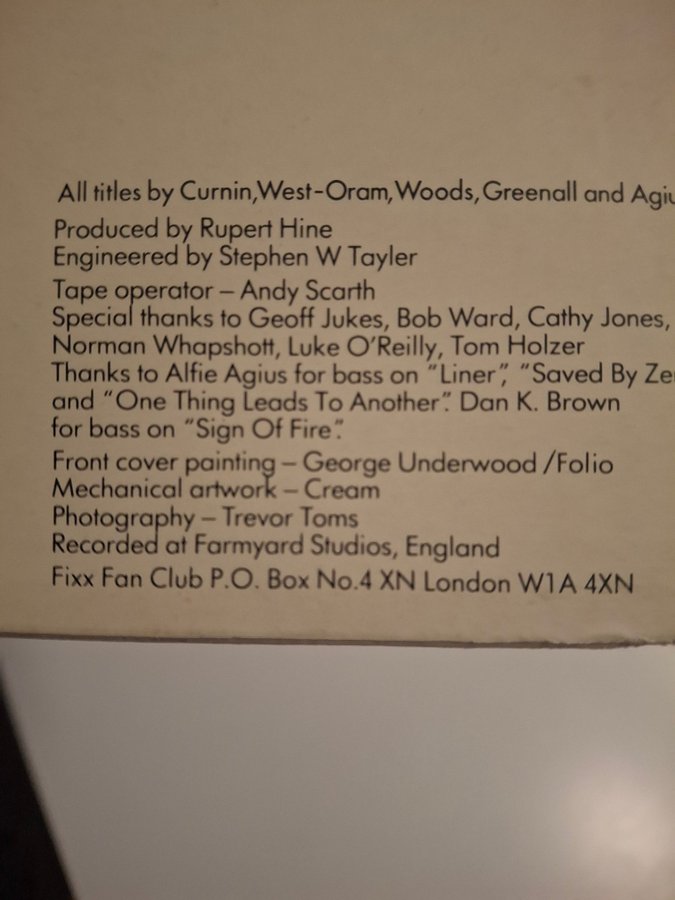 All titles by Curnin,West-Oram,Woods,Greenall and Agiu
Produced by Rupert Hine
Engineered by Stephen W Tayler
Tape operator – Andy Scarth
Special thanks to Geoff Jukes, Bob Ward, Cathy Jones,
Norman Whapshott, Luke O'Reilly, Tom Holzer
Thanks to Alfie Agius for bass on "Liner", "Saved By Ze
and "One Thing Leads To Another". Dan K. Brown
for bass on "Sign Of Fire".
Front cover painting – George Underwood /Folio
Mechanical artwork – Cream
Photography – Trevor Toms
Recorded at Farmyard Studios, England
Fixx Fan Club P.O. Box No.4 XN London W1A 4XN